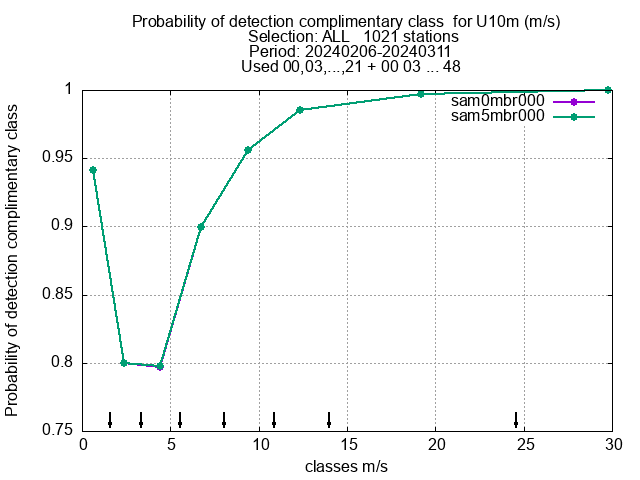 Probability of detection complimentary class  for U10m (m/s)
Selection: ALL   1021 stations
Period: 20240206-20240311
Used 00,03,...,21 + 00 03 ... 48
Probability of detection complimentary class
1
0.95
0.9
0.85
0.8
0.75
sam0mbr000
sam5mbr000
0 5 10 15 20 25 30
classes m/s